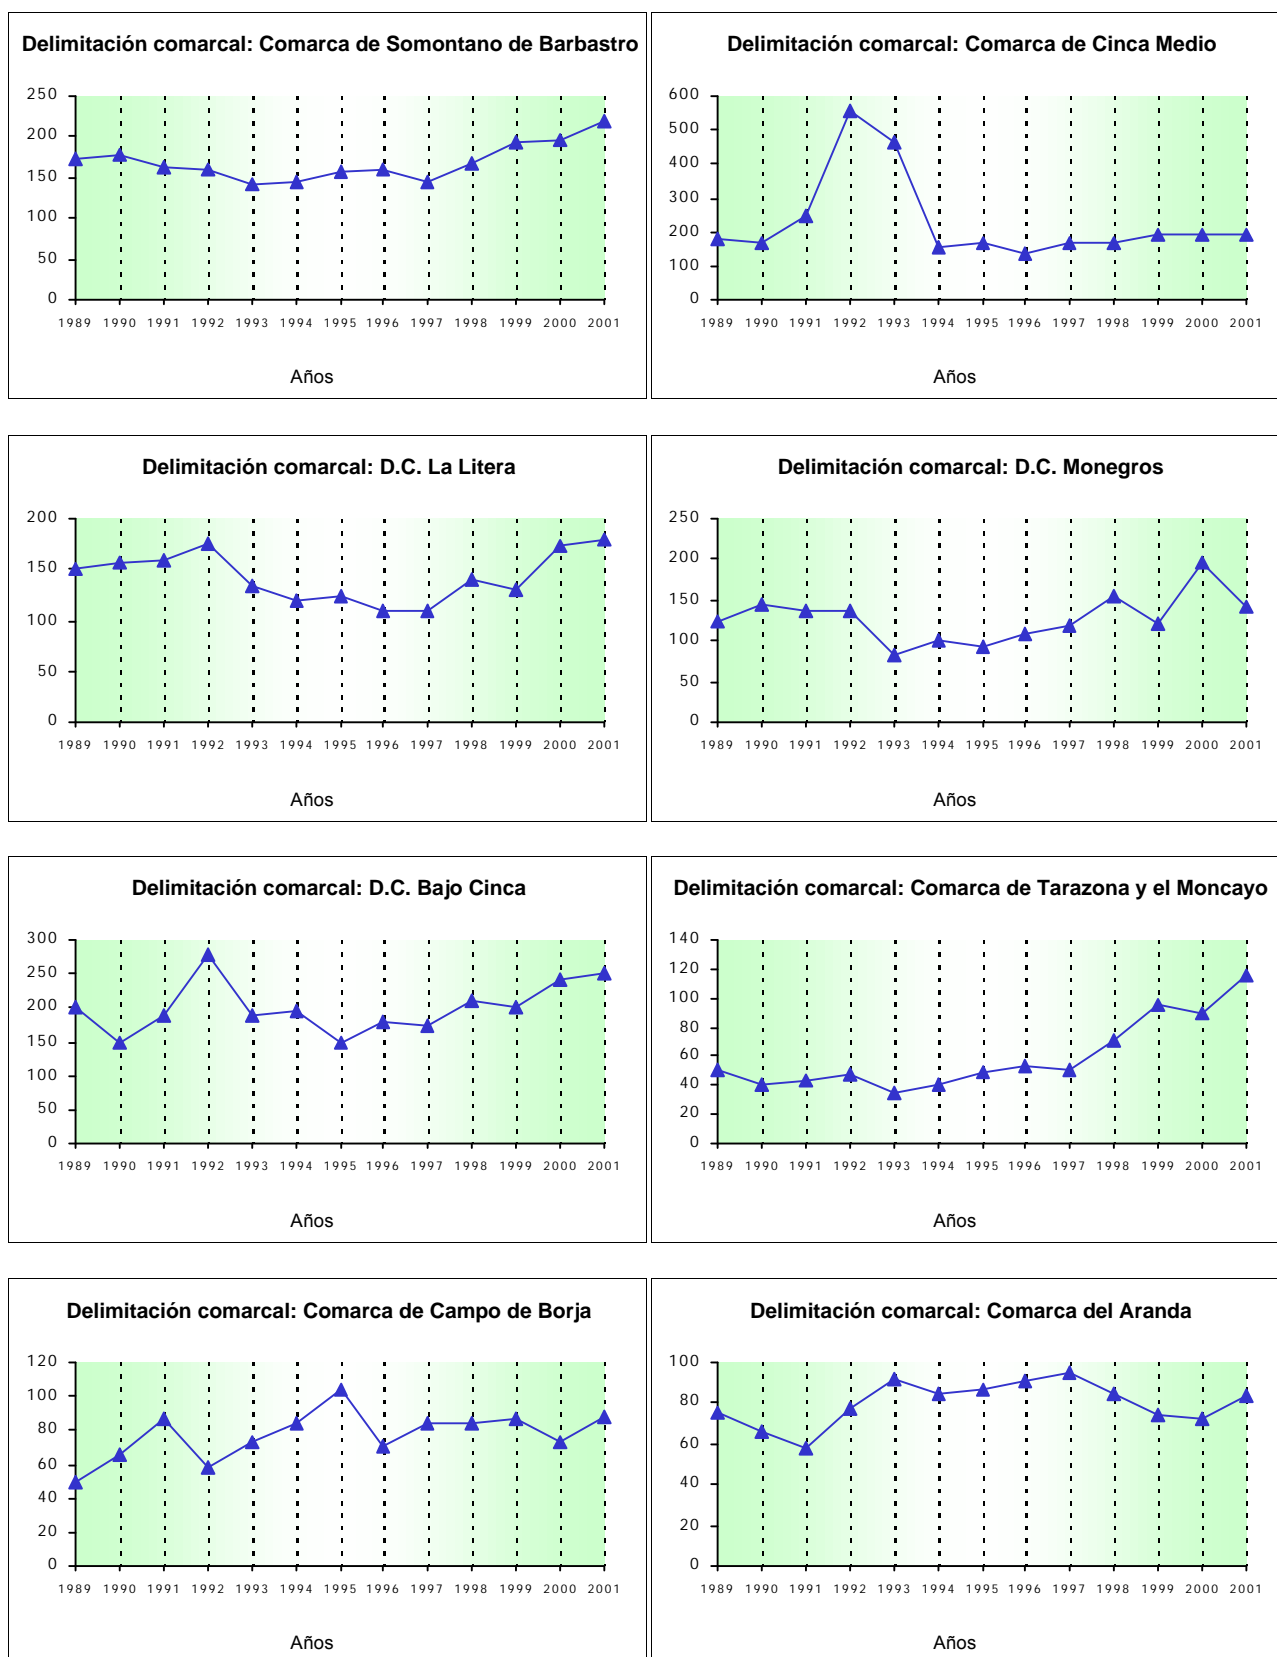 Delimitación comarcal: Comarca de Somontano de Barbastro
250
200
150
100
50
0
1989 1990 1991 1992 1993 1994 1995 1996 1997 1998 1999 2000 2001
Años
Delimitación comarcal: Comarca de Cinca Medio
600
500
400
300
200
100
0
1989 1990 1991 1992 1993 1994 1995 1996 1997 1998 1999 2000 2001
Años
Delimitación comarcal: D.C. La Litera
200
150
100
50
0
1989 1990 1991 1992 1993 1994 1995 1996 1997 1998 1999 2000 2001
Años
Delimitación comarcal: D.C. Monegros
250
200
150
100
50
0
1989 1990 1991 1992 1993 1994 1995 1996 1997 1998 1999 2000 2001
Años
Delimitación comarcal: D.C. Bajo Cinca
300
250
200
150
100
50
0
1989 1990 1991 1992 1993 1994 1995 1996 1997 1998 1999 2000 2001
Años
Delimitación comarcal: Comarca de Tarazona y el Moncayo
140
120
100
80
60
40
20
0
1989 1990 1991 1992 1993 1994 1995 1996 1997 1998 1999 2000 2001
Años
Delimitación comarcal: Comarca de Campo de Borja
120
100
80
60
40
20
0
1989 1990 1991 1992 1993 1994 1995 1996 1997 1998 1999 2000 2001
Años
Delimitación comarcal: Comarca del Aranda
100
80
60
40
20
0
1989 1990 1991 1992 1993 1994 1995 1996 1997 1998 1999 2000 2001
Años